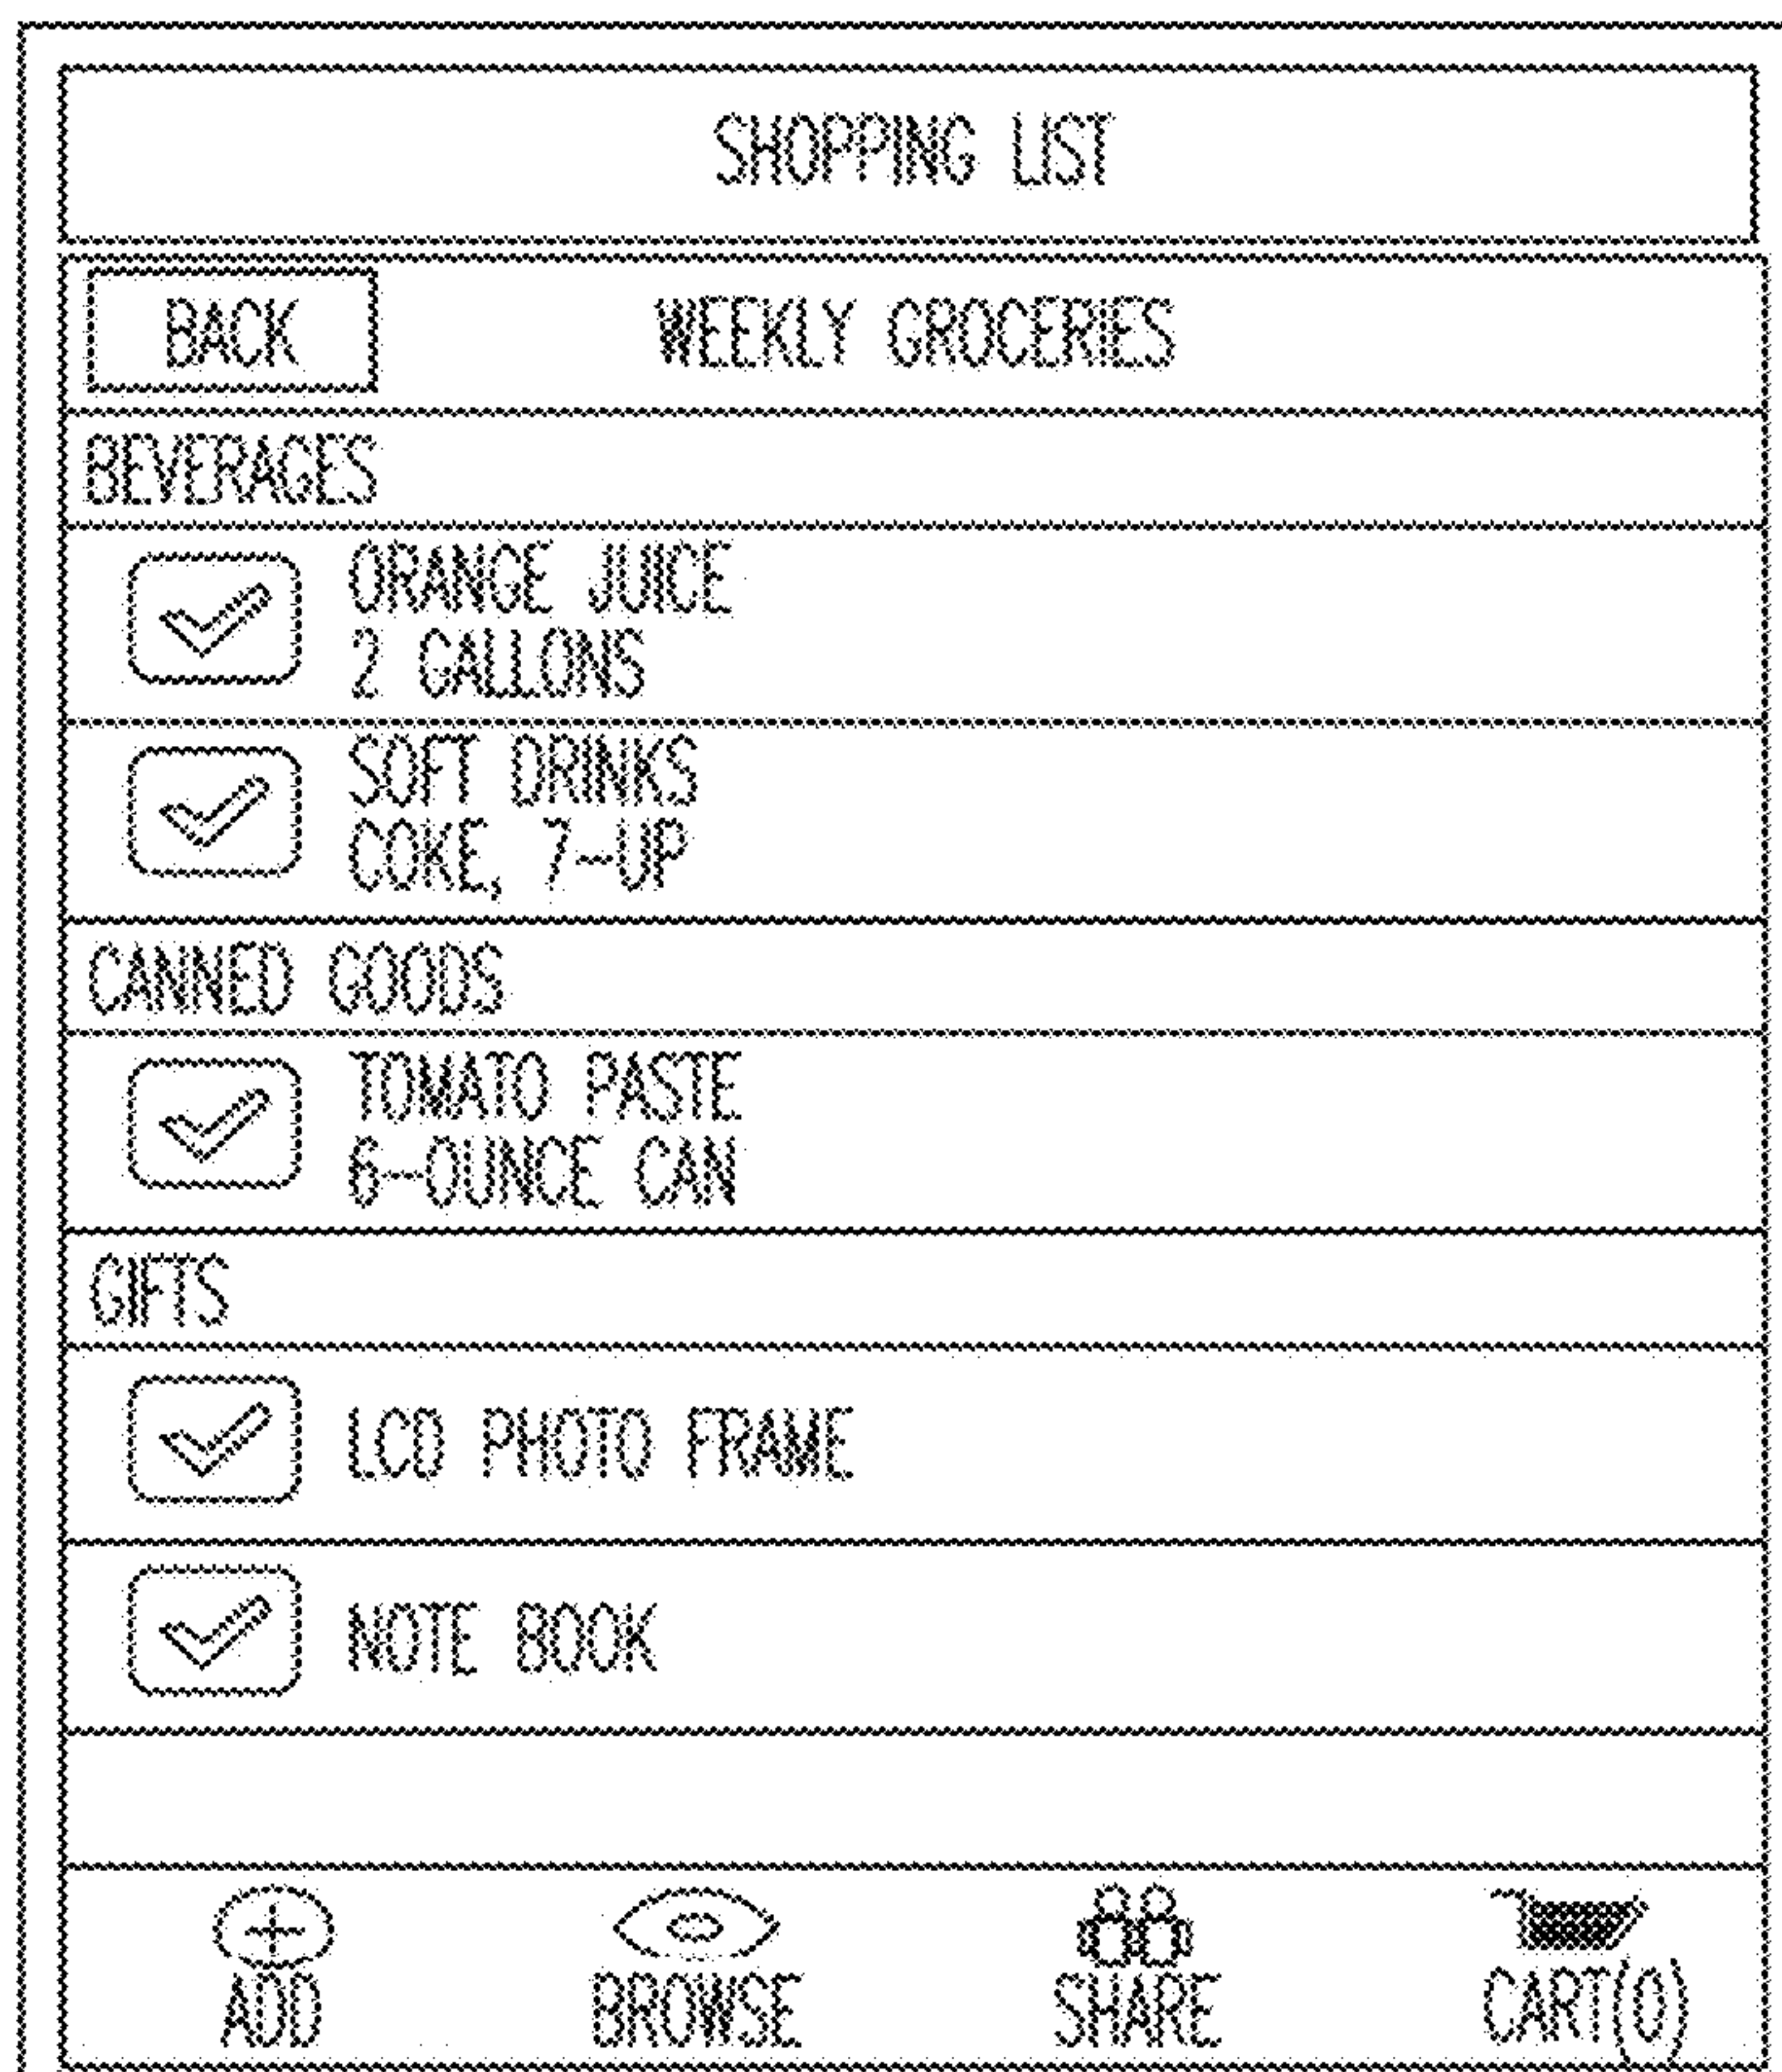 SHOPPING LIST
BACK
WEEKLY GROCERIES
BEVERAGES
ORANGE JUICE
2 GALLONS
SOFT DRINKS
COKE, 7-UP
CANNED GOODS
TOMATO PASTE
6-OUNCE CAN
GIFTS
LCD PHOTO FRAME
NOTE BOOK
ADD
BROWSE
SHARE
CART(0)